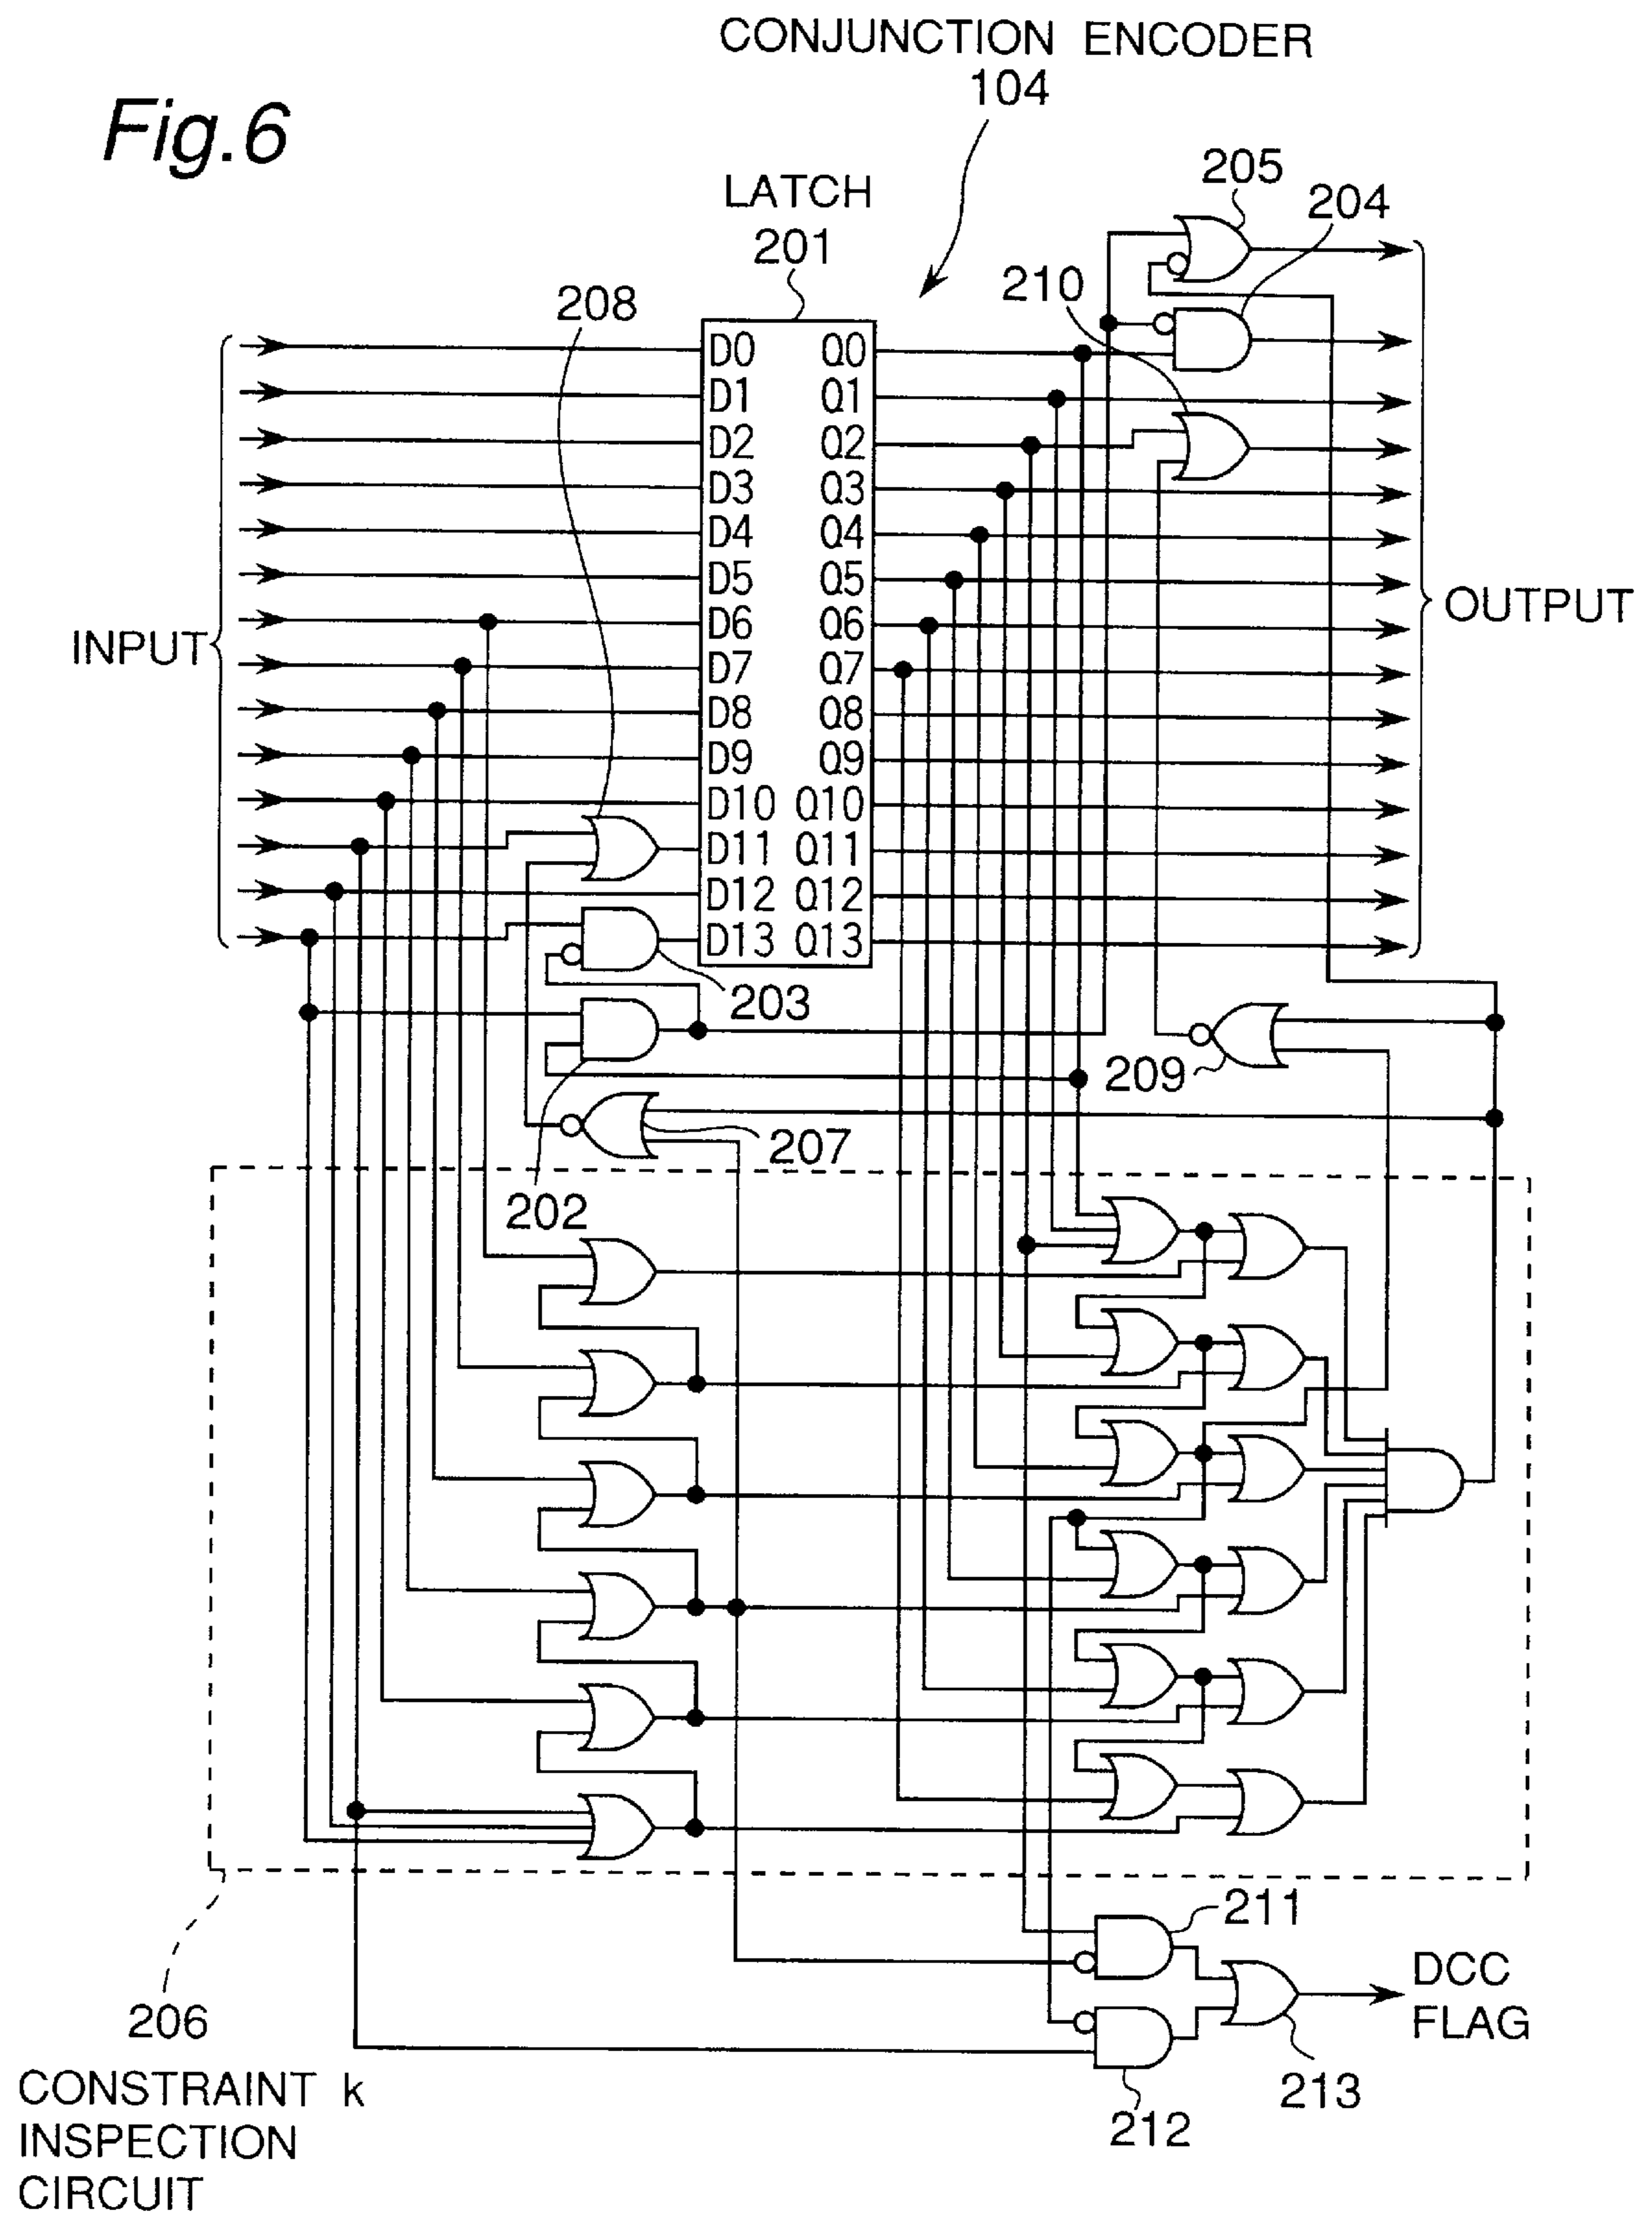 CONJUNCTION ENCODER
104
Fig.6
205
LATCH
204
201
210
208
D0 Q0
D1 Q1
D2 Q2
D3 Q3
D4 Q4
D5 Q5
OUTPUT
D6 Q6
INPUT
D7 Q7
D8 Q8
D9 Q9
D10 Q10
D11 Q11
D12 Q12
D13 Q13
203
209
207
202
211
DCC
FLAG
206
213
CONSTRAINT k
212
INSPECTION
CIRCUIT